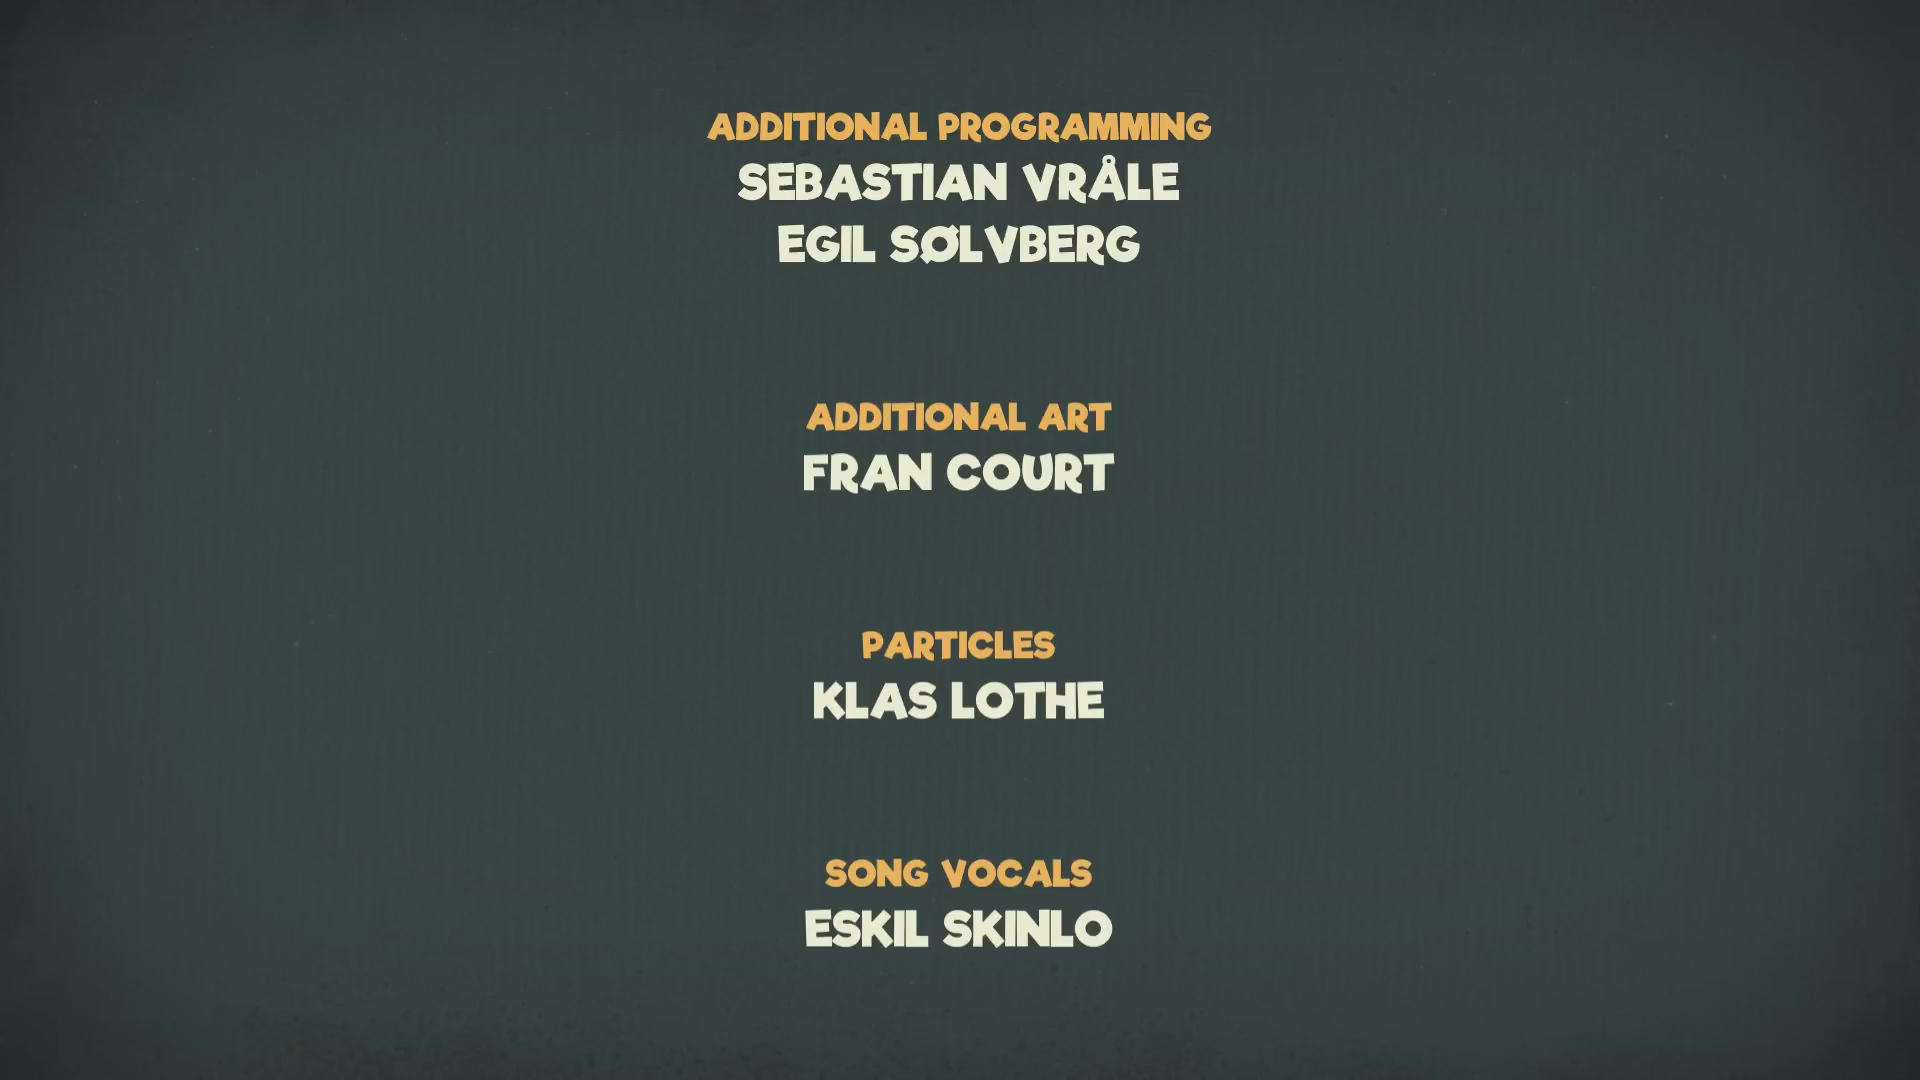 ADDITIONAL PROGRAMMING
SEBASTIAN VRÅLE
EGIL SØLVBERG
ADDITIONAL ART
FRAN COURT
PARTICLES
KLAS LOTHE
SONG VOCALS
ESKIL SKINLO